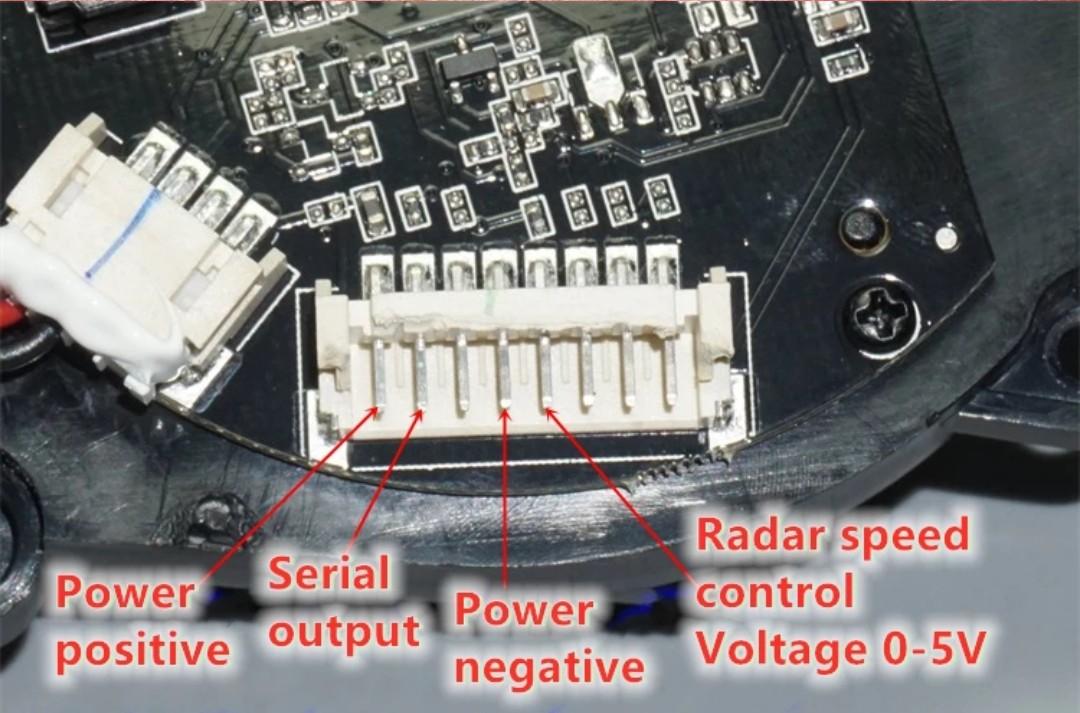 Power
positive
Serial
output
Power
negative
Radar speed
control
Voltage 0-5V